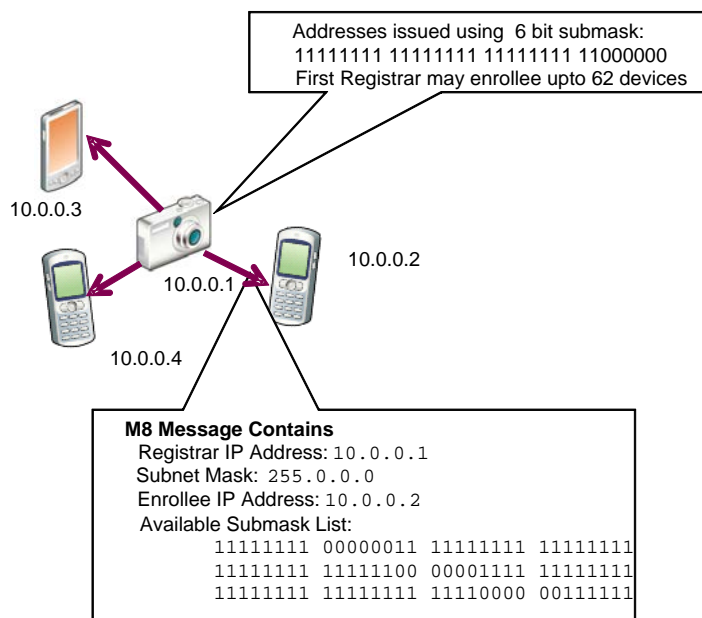 Addresses issued using 6 bit submask:
11111111 11111111 11111111 11000000
First Registrar may enrollee upto 62 devices
10.0.0.3
10.0.0.1
10.0.0.2
10.0.0.4
M8 Message Contains
Registrar IP Address: 10.0.0.1
Subnet Mask: 255.0.0.0
Enrollee IP Address: 10.0.0.2
Available Submask List:
11111111 00000011 11111111 11111111
11111111 11111100 00001111 11111111
11111111 11111111 11110000 00111111